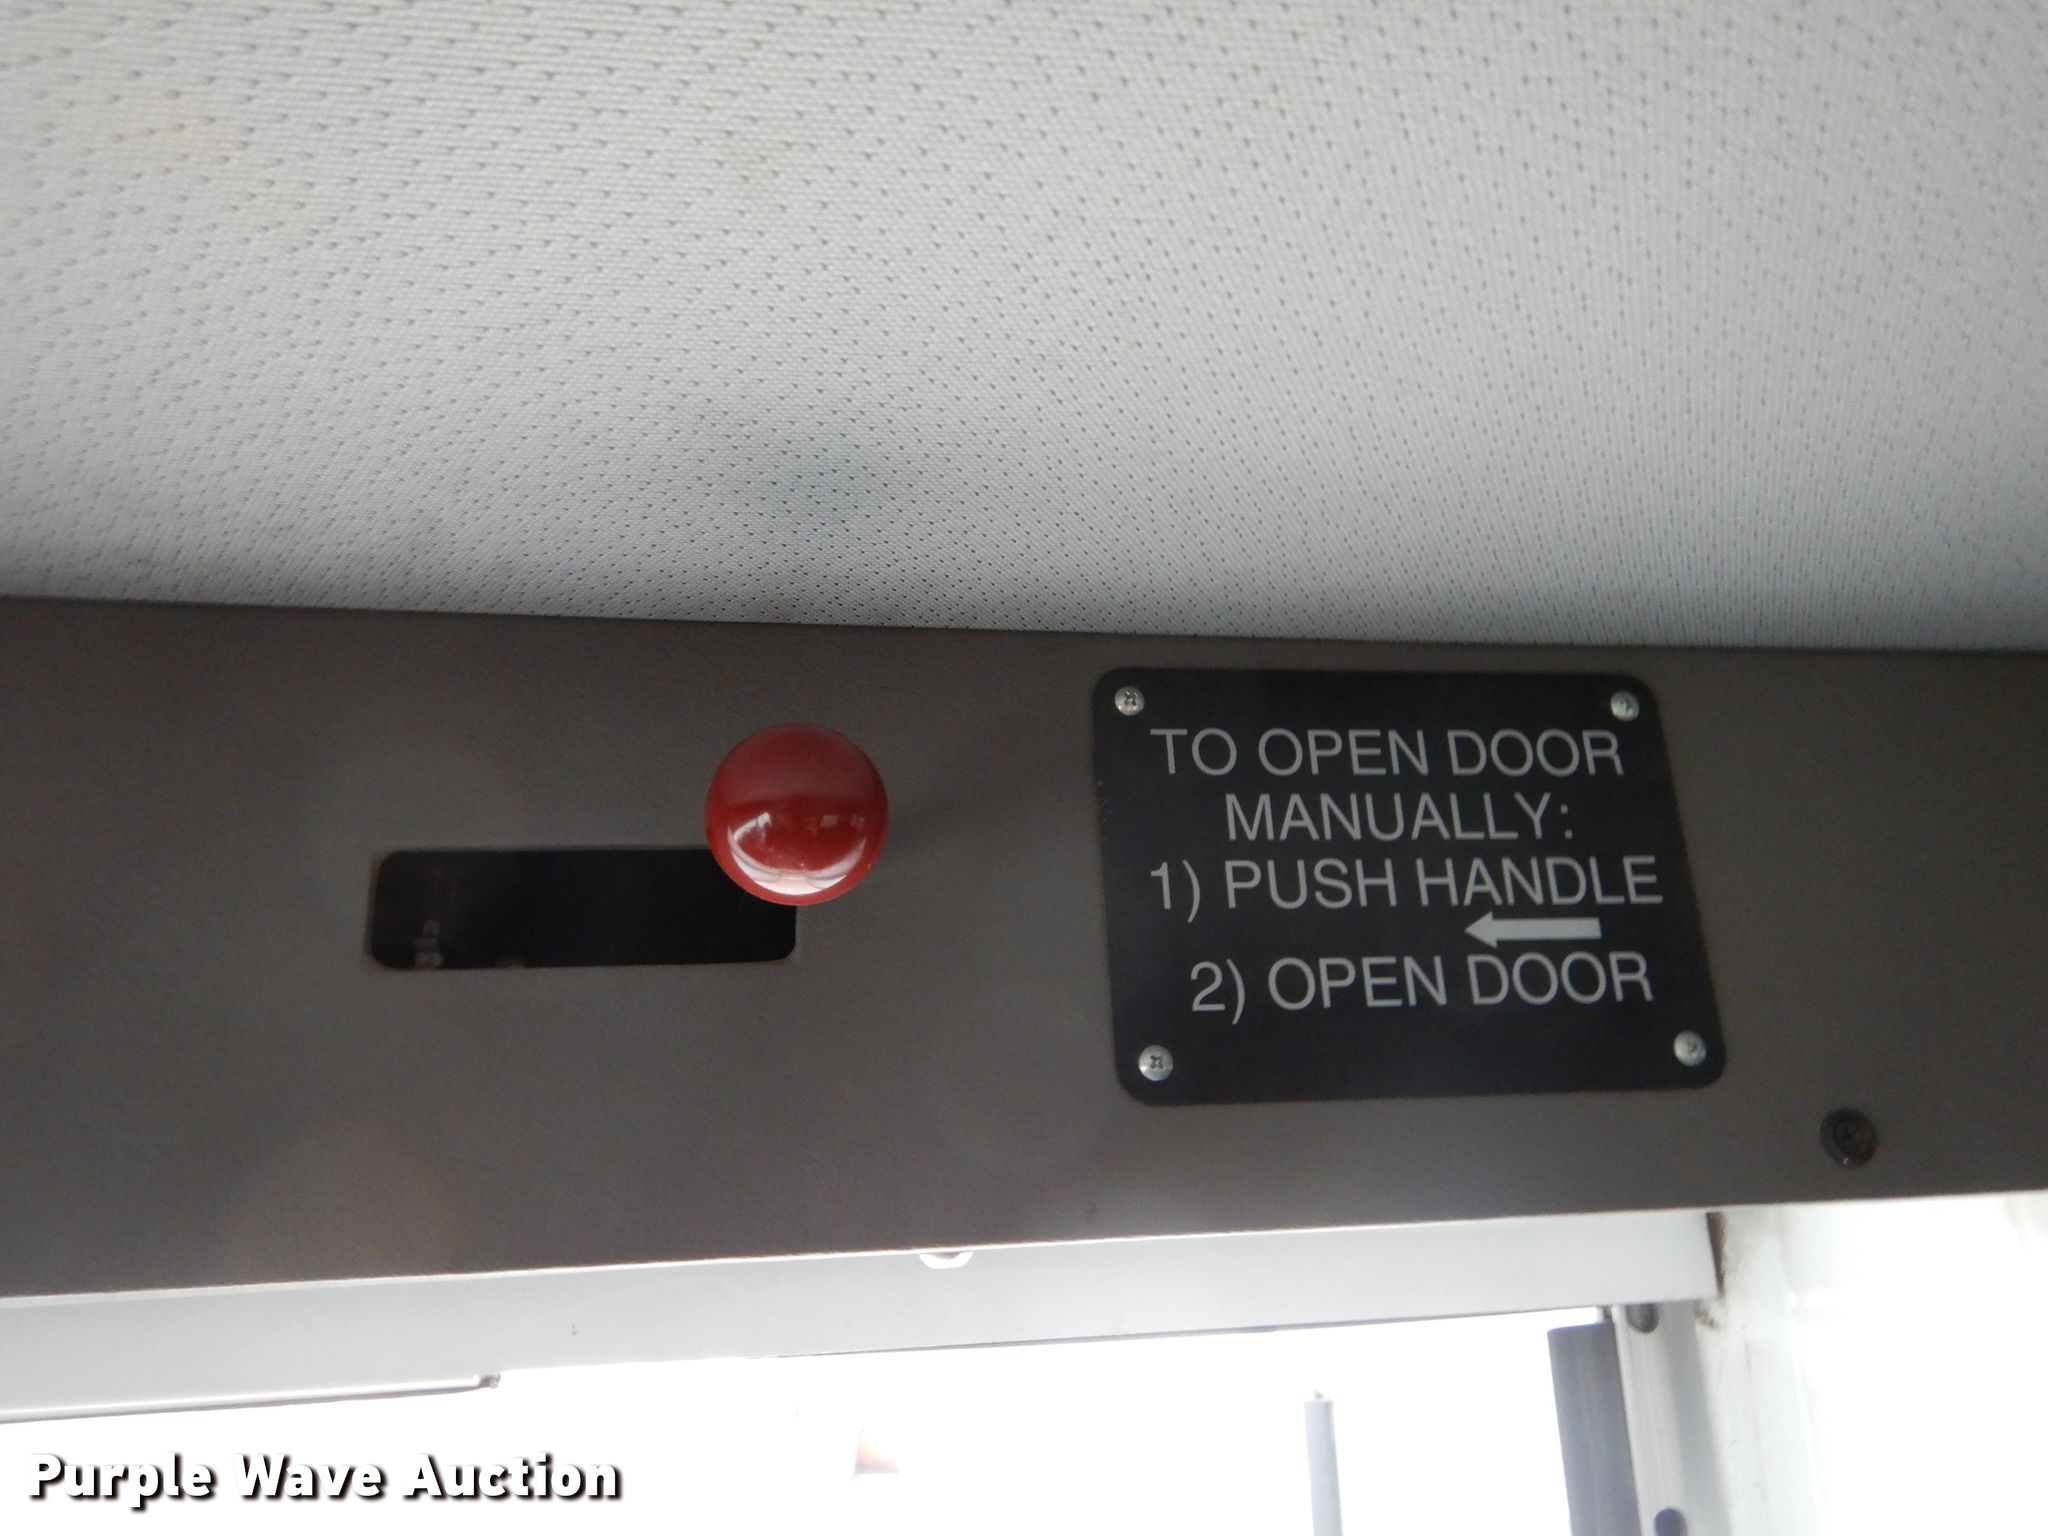 TO OPEN DOOR
MANUALLY:
1) PUSH HANDLE
2) OPEN DOOR
Purple Wave Auction